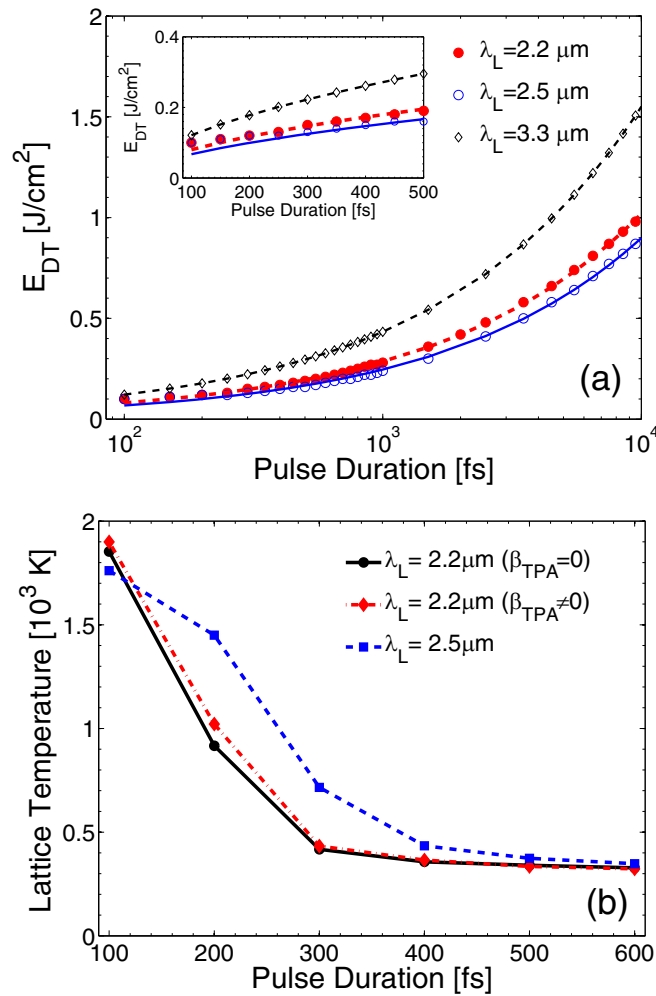 1.5
1
0.5
0
E_DT [J/cm²]
0.4
0.2
0
E_DT [J/cm²]
100 200 300 400 500
Pulse Duration [fs]
λ_L=2.2 μm
λ_L=2.5 μm
λ_L=3.3 μm
(a)
2
10² 10³ 10⁴
Pulse Duration [fs]
2
1.5
1
0.5
0
Lattice Temperature [10³ K]
λ_L = 2.2μm (β_TPA=0)
λ_L = 2.2μm (β_TPA≠0)
λ_L = 2.5μm
(b)
100 200 300 400 500 600
Pulse Duration [fs]